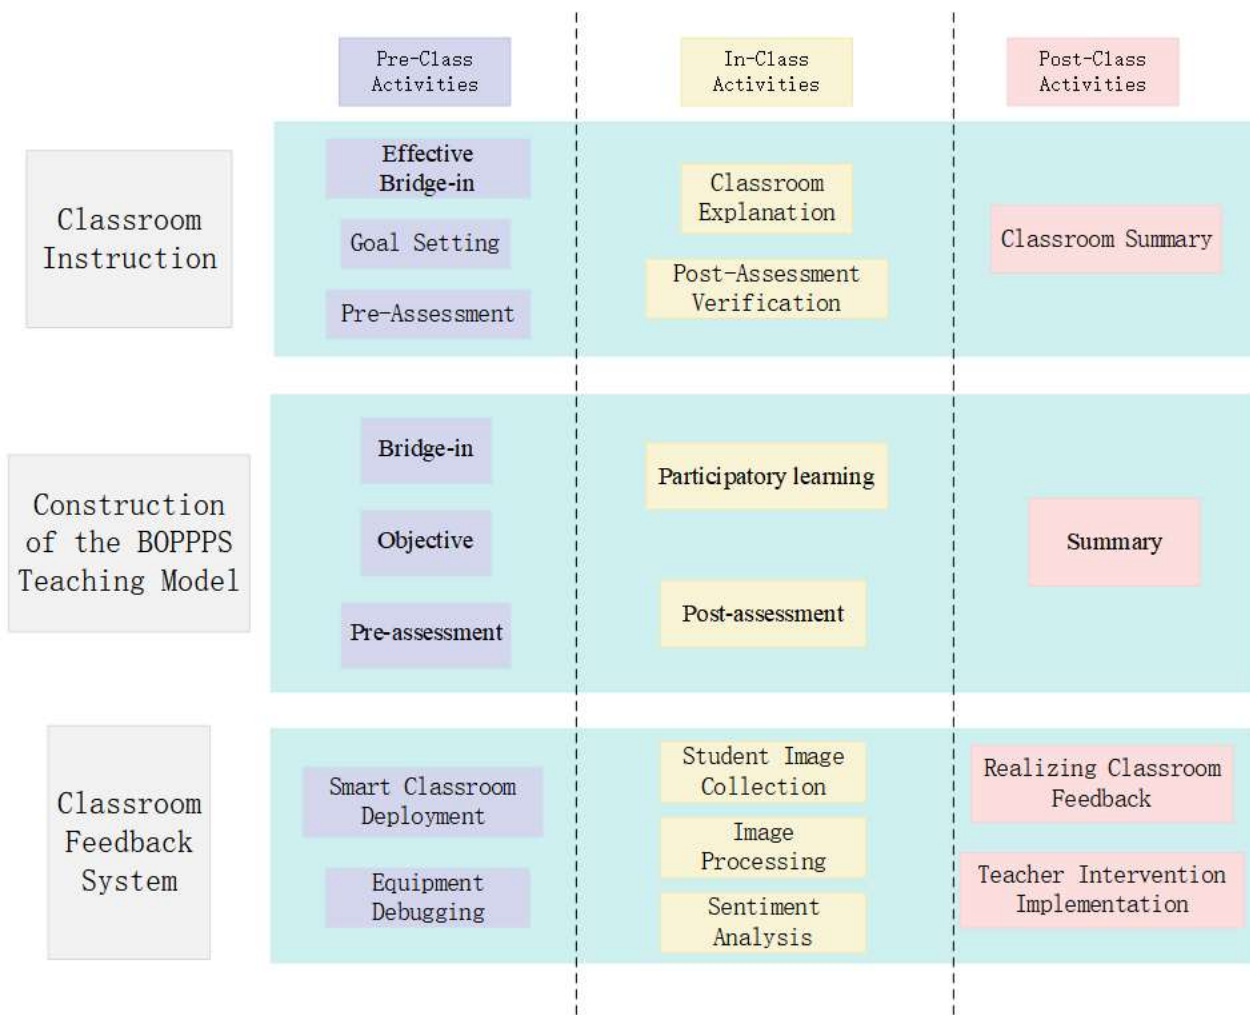 Pre-Class
Activities
In-Class
Activities
Post-Class
Activities
Classroom
Instruction
Effective
Bridge-in
Goal Setting
Pre-Assessment
Classroom
Explanation
Post-Assessment
Verification
Classroom Summary
Construction
of the BOPPPS
Teaching Model
Bridge-in
Objective
Pre-assessment
Participatory learning
Post-assessment
Summary
Classroom
Feedback
System
Smart Classroom
Deployment
Equipment
Debugging
Student Image
Collection
Image
Processing
Sentiment
Analysis
Realizing Classroom
Feedback
Teacher Intervention
Implementation